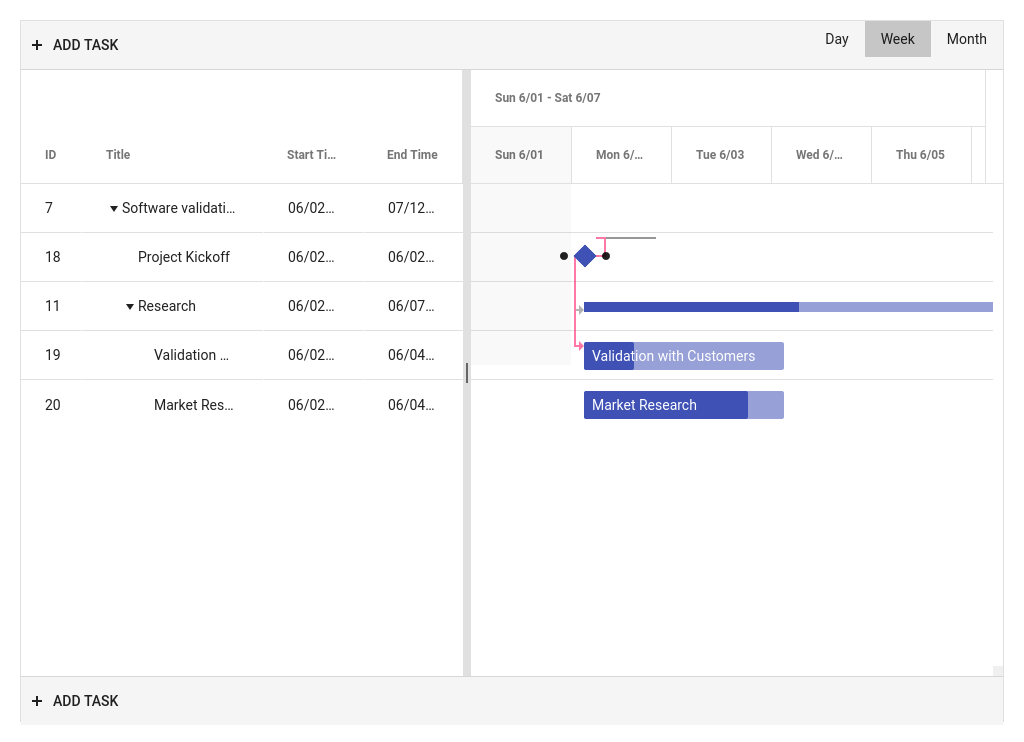 ADD TASK
Day Week Month
Sun 6/01 - Sat 6/07
ID Title Start Ti... End Time Sun 6/01 Mon 6/... Tue 6/03 Wed 6/... Thu 6/05
7 Software validati... 06/02... 07/12...
18 Project Kickoff 06/02... 06/02...
11 Research 06/02... 06/07...
19 Validation ... 06/02... 06/04... Validation with Customers
20 Market Res... 06/02... 06/04... Market Research
ADD TASK